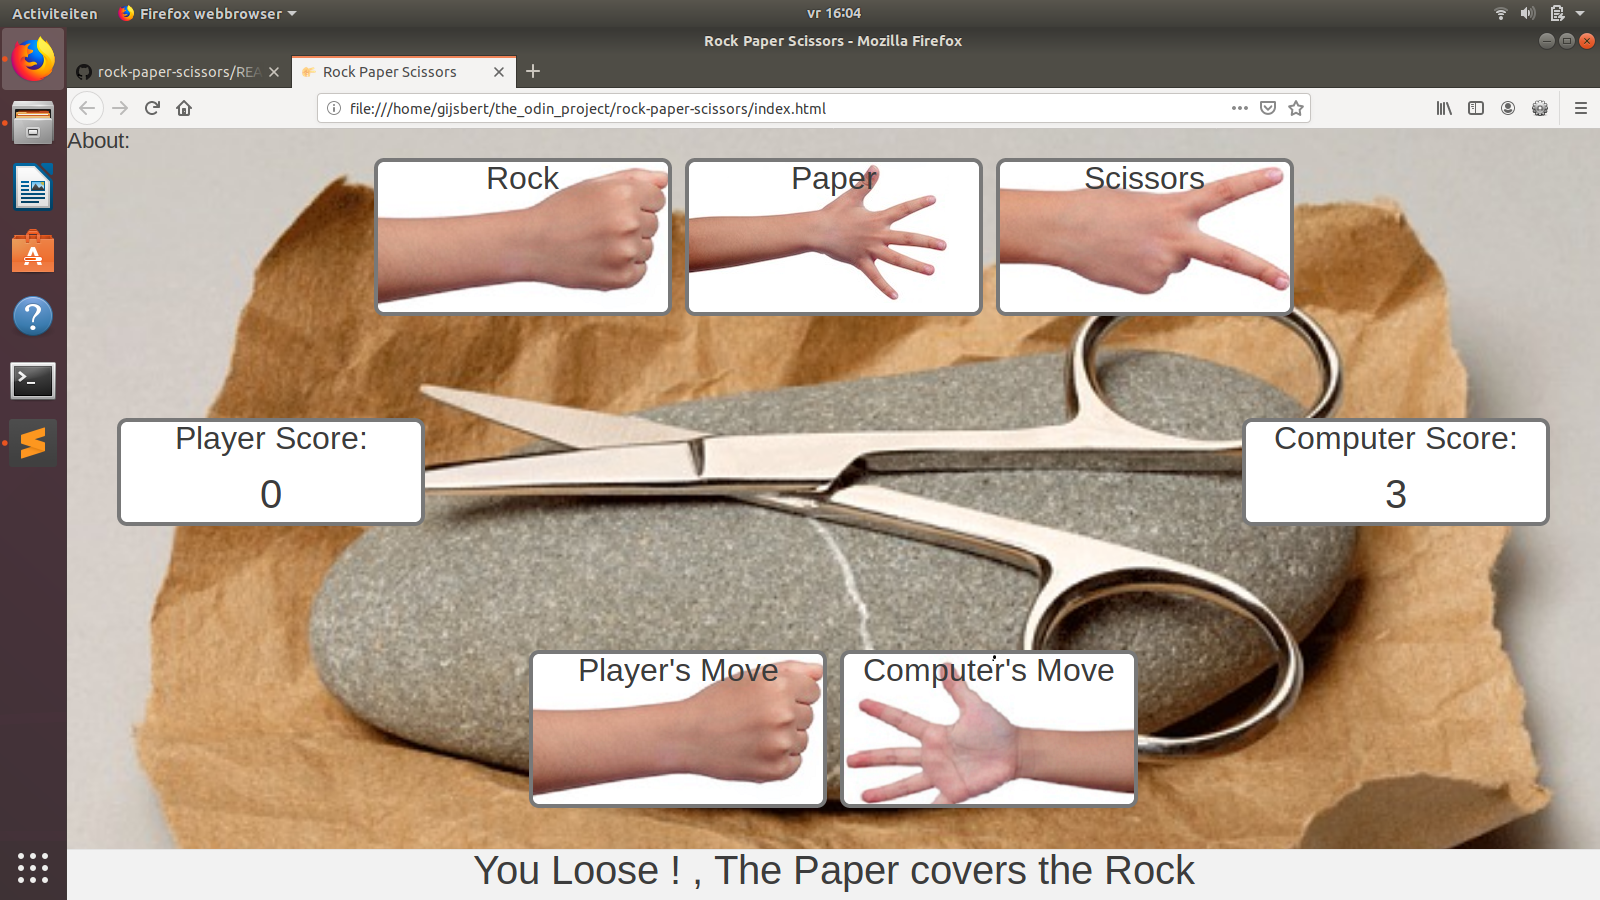 Activiteiten Firefox webbrowser vr 16:04
Rock Paper Scissors - Mozilla Firefox
rock-paper-scissors/REA Rock Paper Scissors
file:///home/gijsbert/the_odin_project/rock-paper-scissors/index.html
About:
Rock Paper Scissors
Player Score: Computer Score:
0 3
Player's Move Computer's Move
You Loose ! , The Paper covers the Rock